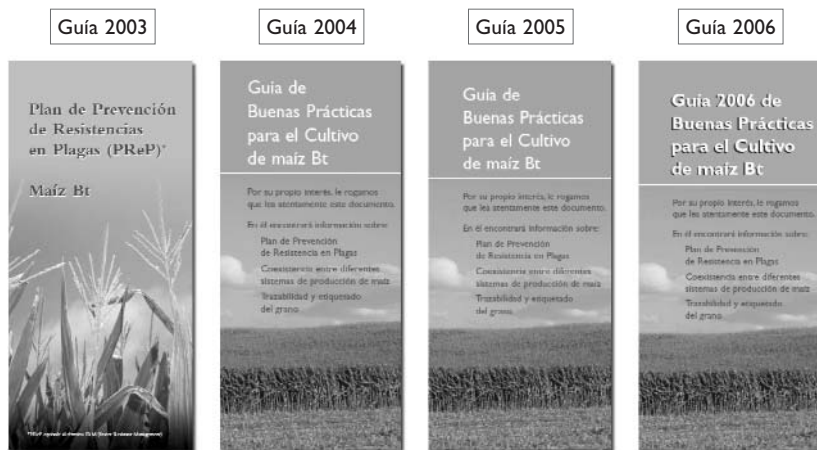 Guía 2003
Guía 2004
Guía 2005
Guía 2006
Plan de Prevención
de Resistencias
en Plagas (PReP)*
Maíz Bt
Guia de
Buenas Prácticas
para el Cultivo
de maíz Bt
Por su propio interés, le rogamos
que lea atentamente este documento.
En él encontrará información sobre:
Plan de Prevención
de Resistencia en Plagas
Coexistencia entre diferentes
sistemas de producción de maíz
Trazabilidad y etiquetado
del grano
Guia de
Buenas Prácticas
para el Cultivo
de maíz Bt
Por su propio interés, le rogamos
que lea atentamente este documento.
En él encontrará información sobre:
Plan de Prevención
de Resistencia en Plagas
Coexistencia entre diferentes
sistemas de producción de maíz
Trazabilidad y etiquetado
del grano
Guía 2006 de
Buenas Prácticas
para el Cultivo
de maíz Bt
Por su propio interés, le rogamos
que lea atentamente este documento.
En él encontrará información sobre:
Plan de Prevención
de Resistencia en Plagas
Coexistencia entre diferentes
sistemas de producción de maíz
Trazabilidad y etiquetado
del grano